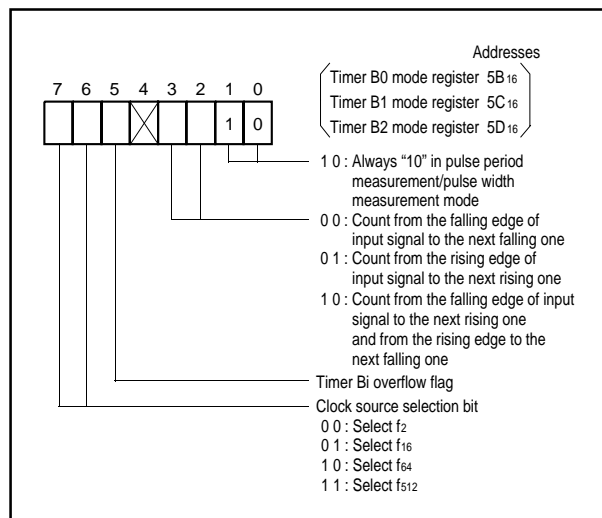 Addresses
Timer B0 mode register 5B16
Timer B1 mode register 5C16
Timer B2 mode register 5D16
7 6 5 4 3 2 1 0
1 0
1 0 : Always “10” in pulse period
measurement/pulse width
measurement mode
0 0 : Count from the falling edge of
input signal to the next falling one
0 1 : Count from the rising edge of
input signal to the next rising one
1 0 : Count from the falling edge of input
signal to the next rising one
and from the rising edge to the
next falling one
Timer Bi overflow flag
Clock source selection bit
0 0 : Select f2
0 1 : Select f16
1 0 : Select f64
1 1 : Select f512